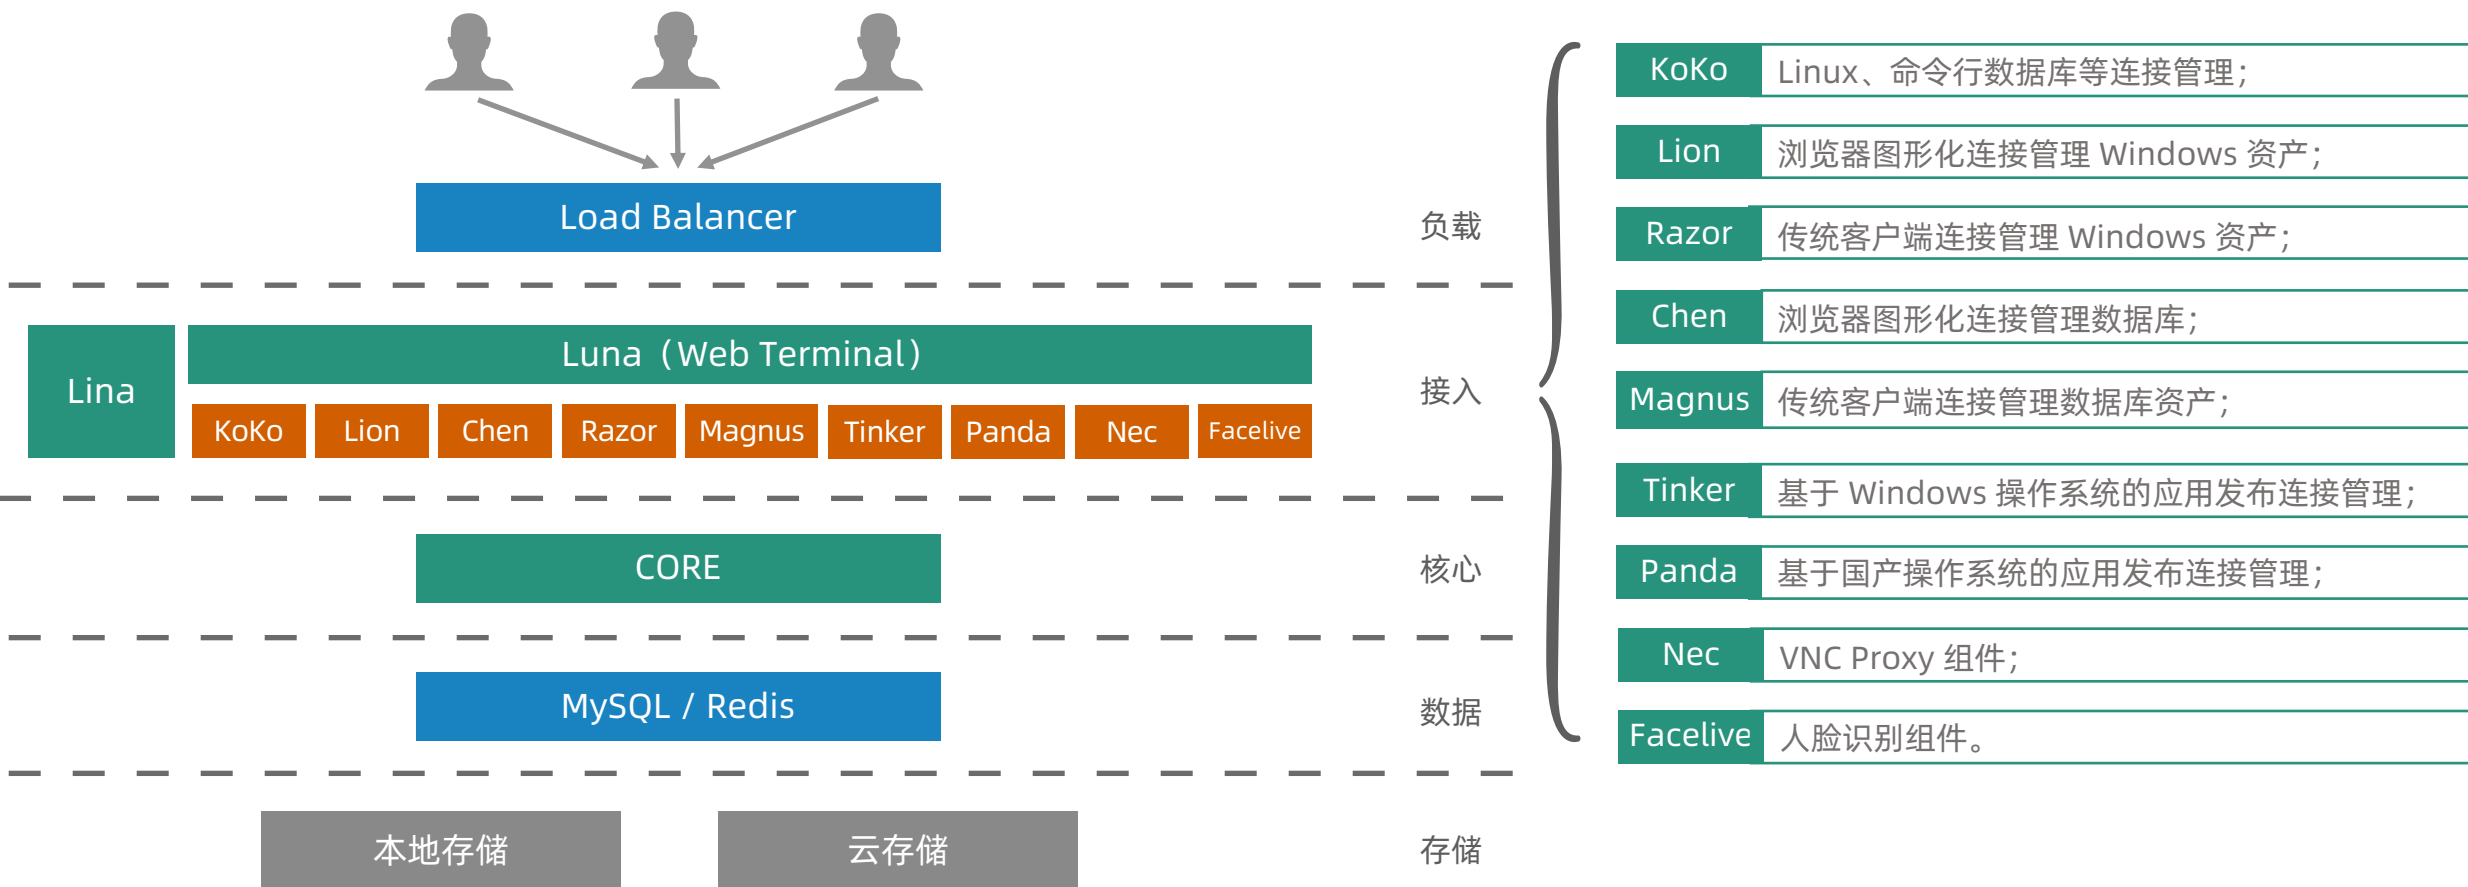 Load Balancer
负载
Lina
Luna（Web Terminal）
KoKo
Lion
Chen
Razor
Magnus
Tinker
Panda
Nec
Facelive
接入
CORE
核心
MySQL / Redis
数据
本地存储
云存储
存储
KoKo
Linux、命令行数据库等连接管理；
Lion
浏览器图形化连接管理 Windows 资产；
Razor
传统客户端连接管理 Windows 资产；
Chen
浏览器图形化连接管理数据库；
Magnus
传统客户端连接管理数据库资产；
Tinker
基于 Windows 操作系统的应用发布连接管理；
Panda
基于国产操作系统的应用发布连接管理；
Nec
VNC Proxy 组件；
Facelive
人脸识别组件。